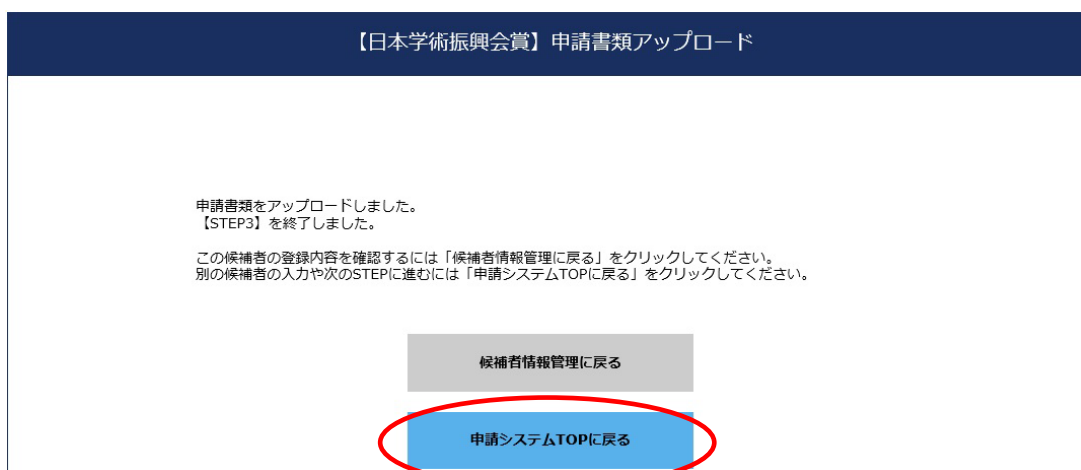 【日本学術振興会賞】申請書類アップロード
申請書類をアップロードしました。
【STEP3】を終了しました。
この候補者の登録内容を確認するには「候補者情報管理に戻る」をクリックしてください。
別の候補者の入力や次のSTEPに進むには「申請システムTOPに戻る」をクリックしてください。
候補者情報管理に戻る
申請システムTOPに戻る